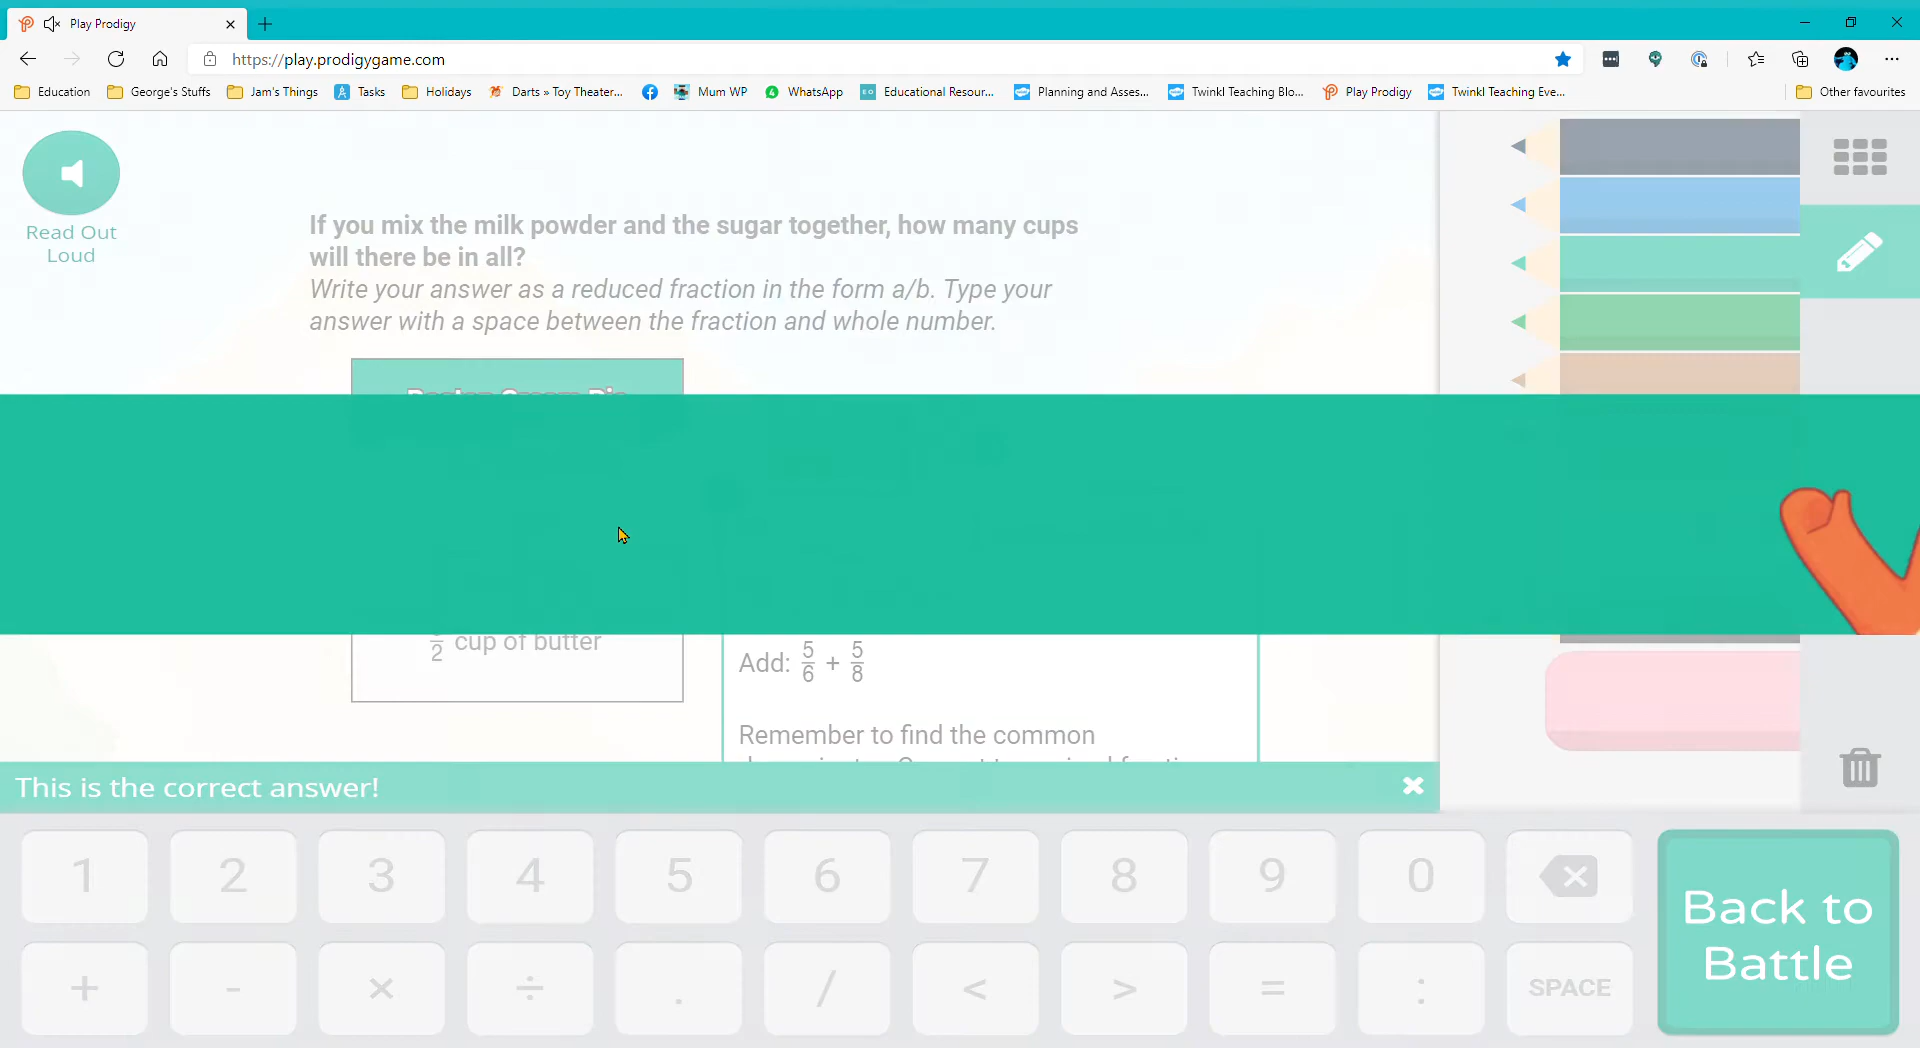 Play Prodigy
https://play.prodigygame.com
Education
George's Stuffs
Jam's Things
Tasks
Holidays
Darts » Toy Theater...
Mum WP
WhatsApp
Educational Resour...
Planning and Asses...
Twinkl Teaching Blo...
Play Prodigy
Twinkl Teaching Eve...
Other favourites
Read Out
Loud
If you mix the milk powder and the sugar together, how many cups
will there be in all?
Write your answer as a reduced fraction in the form a/b. Type your
answer with a space between the fraction and whole number.
cup of butter
Add: 5/6 + 5/8
Remember to find the common
This is the correct answer!
1 2 3 4 5 6 7 8 9 0
+ - × ÷ . / < > = : SPACE
Back to
Battle